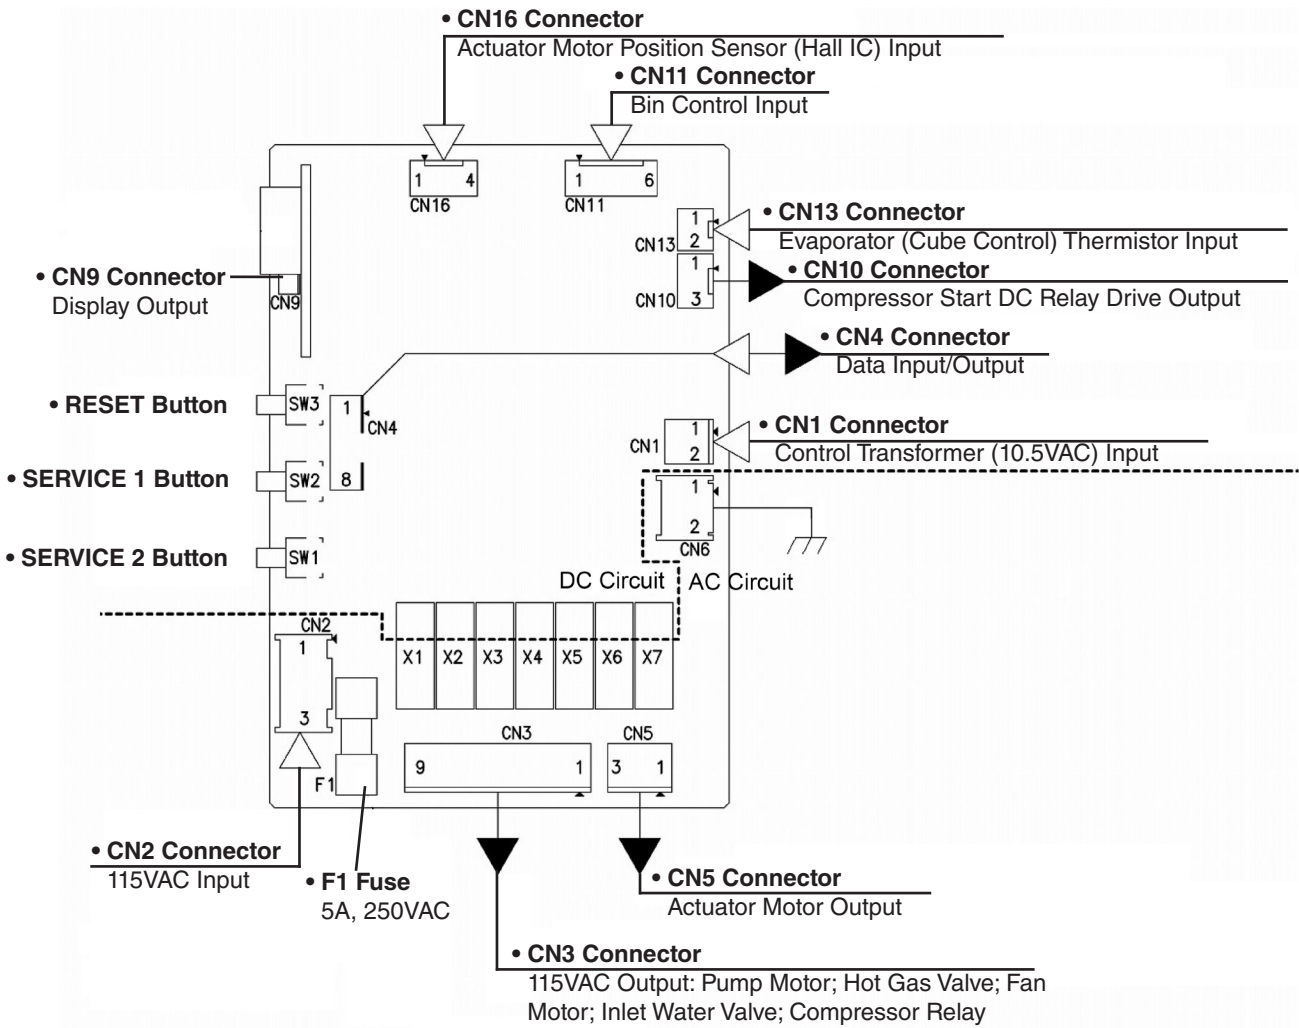 • CN16 Connector
Actuator Motor Position Sensor (Hall IC) Input
• CN11 Connector
Bin Control Input
1 4
CN16
1 6
CN11
• CN13 Connector
Evaporator (Cube Control) Thermistor Input
1
2
CN13
• CN10 Connector
Compressor Start DC Relay Drive Output
1
3
CN10
• CN9 Connector
Display Output
CN9
• CN4 Connector
Data Input/Output
• RESET Button
SW3
1
CN4
8
• CN1 Connector
Control Transformer (10.5VAC) Input
CN1
1
2
• SERVICE 1 Button
SW2
1
2
CN6
• SERVICE 2 Button
SW1
DC Circuit
AC Circuit
CN2
1
3
X1 X2 X3 X4 X5 X6 X7
CN3
9 1
CN5
3 1
F1
• CN2 Connector
115VAC Input
• F1 Fuse
5A, 250VAC
• CN5 Connector
Actuator Motor Output
• CN3 Connector
115VAC Output: Pump Motor; Hot Gas Valve; Fan
Motor; Inlet Water Valve; Compressor Relay